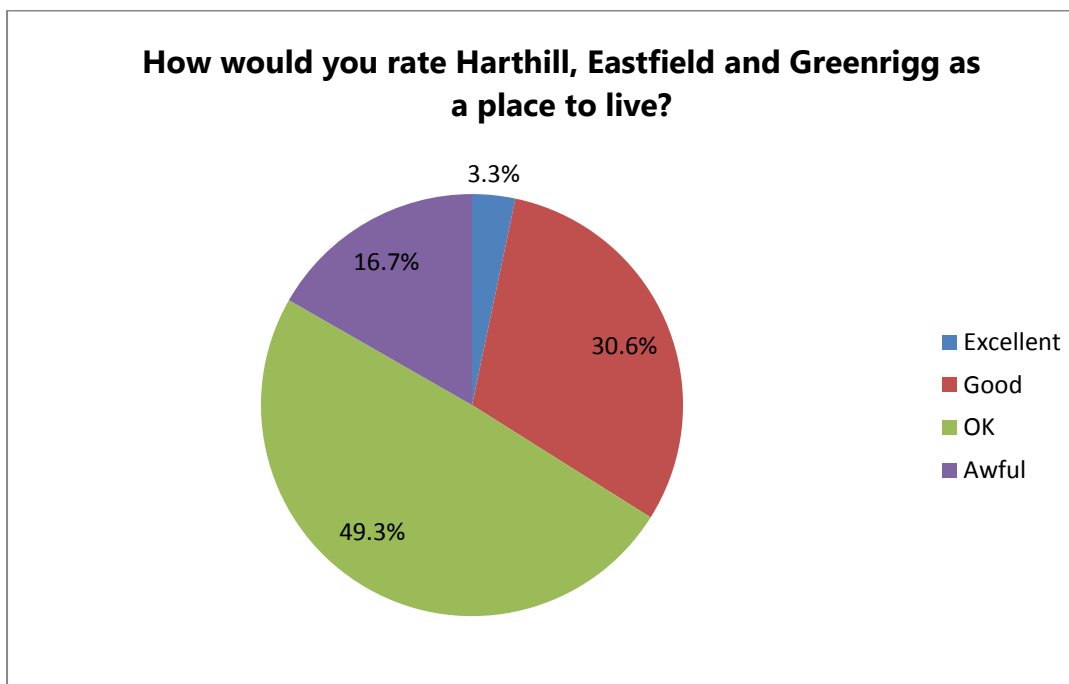 How would you rate Harthill, Eastfield and Greenrigg as
a place to live?
3.3%
16.7%
30.6%
49.3%
Excellent
Good
OK
Awful